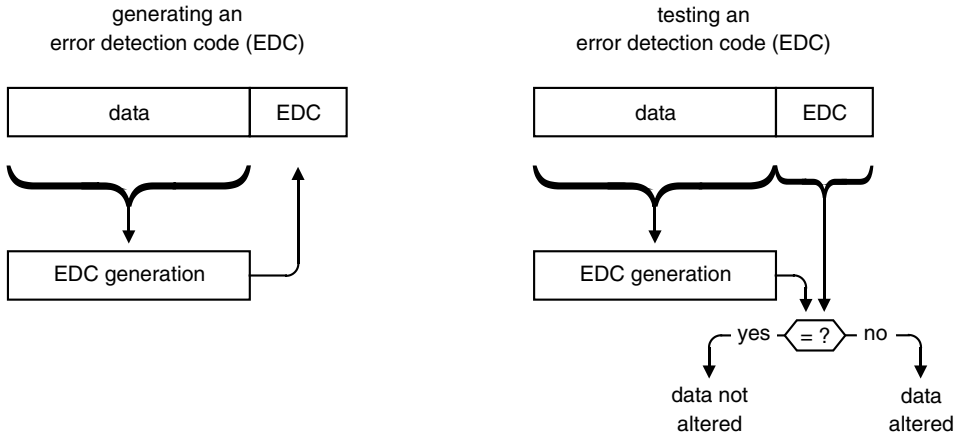 generating an
error detection code (EDC)
data
EDC
EDC generation
testing an
error detection code (EDC)
data
EDC
EDC generation
yes
= ?
no
data not
altered
data
altered